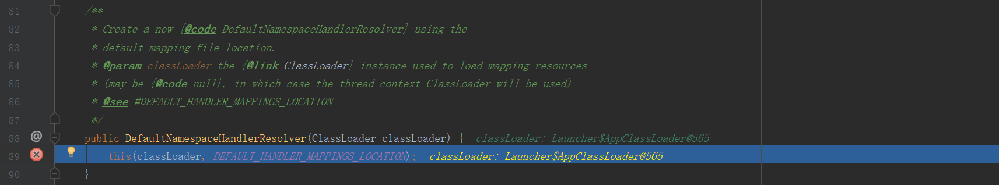 81 /**
82 * Create a new {@code DefaultNamespaceHandlerResolver} using the
83 * default mapping file location.
84 * @param classLoader the {@link ClassLoader} instance used to load mapping resources
85 * (may be {@code null}, in which case the thread context ClassLoader will be used)
86 * @see #DEFAULT_HANDLER_MAPPINGS_LOCATION
87 */
88 @ public DefaultNamespaceHandlerResolver(ClassLoader classLoader) { classLoader: Launcher$AppClassLoader@565
89 this(classLoader, DEFAULT_HANDLER_MAPPINGS_LOCATION); classLoader: Launcher$AppClassLoader@565
90 }